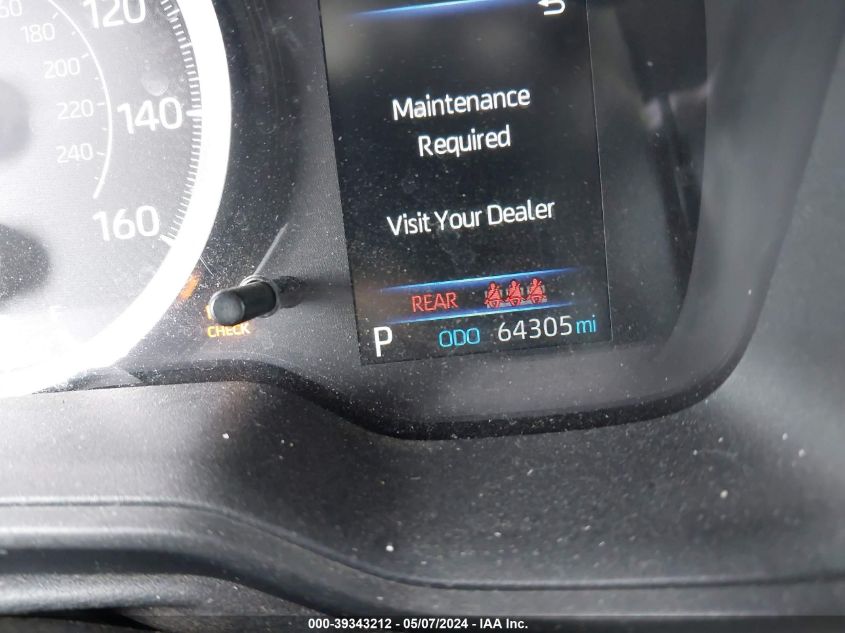 120
180
200
220
240
140
160
Maintenance
Required
Visit Your Dealer
REAR
CHECK
P ODO 64305 mi
000-39343212 - 05/07/2024 - IAA Inc.